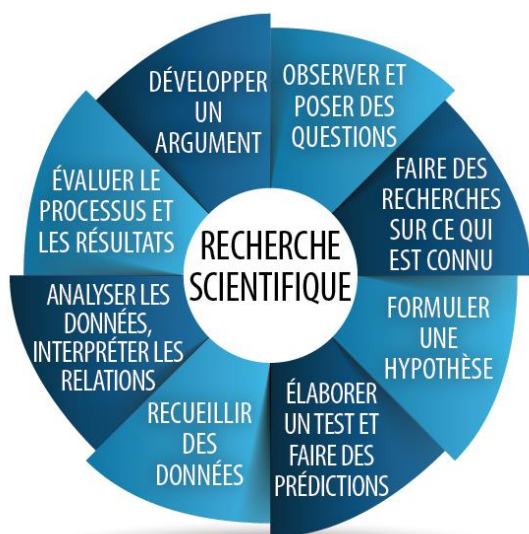 RECHERCHE
SCIENTIFIQUE
OBSERVER ET
POSER DES
QUESTIONS
FAIRE DES
RECHERCHES
SUR CE QUI
EST CONNU
FORMULER
UNE
HYPOTHÈSE
ÉLABORER
UN TEST ET
FAIRE DES
PRÉDICTIONS
RECUEILLIR
DES
DONNÉES
ANALYSER LES
DONNÉES,
INTERPRÉTER LES
RELATIONS
ÉVALUER LE
PROCESSUS ET
LES RÉSULTATS
DÉVELOPPER
UN
ARGUMENT